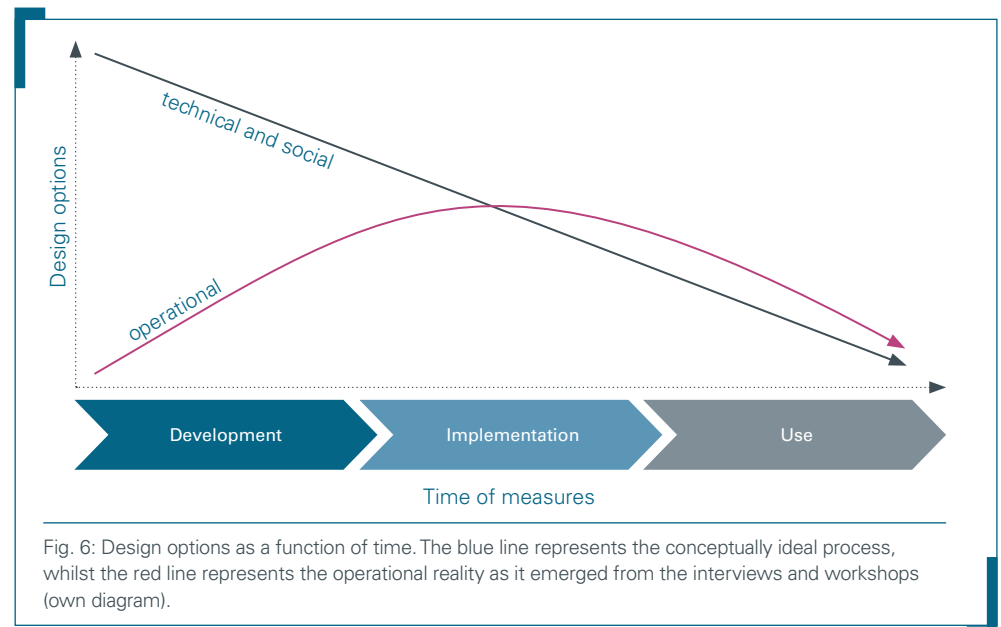 technical and social
Design options
operational
Development
Implementation
Use
Time of measures
Fig. 6: Design options as a function of time. The blue line represents the conceptually ideal process,
whilst the red line represents the operational reality as it emerged from the interviews and workshops
(own diagram).